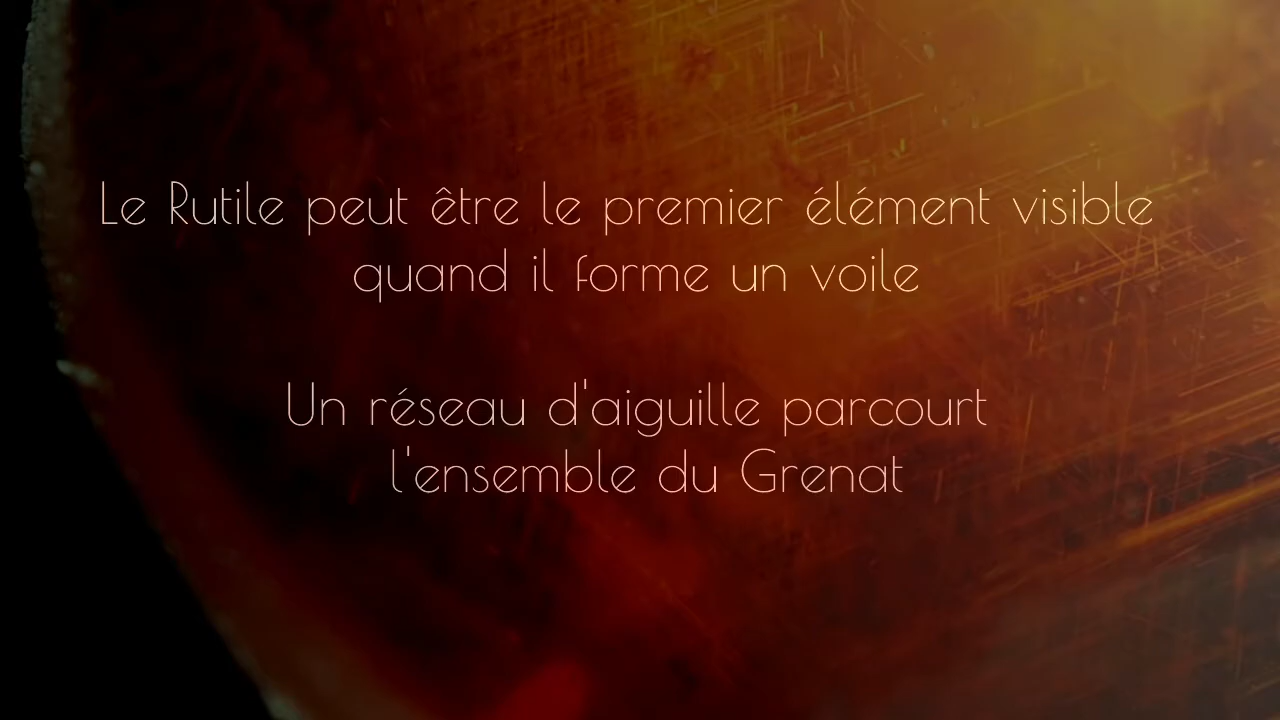 Le Rutile peut être le premier élément visible
quand il forme un voile
Un réseau d'aiguille parcourt
l'ensemble du Grenat